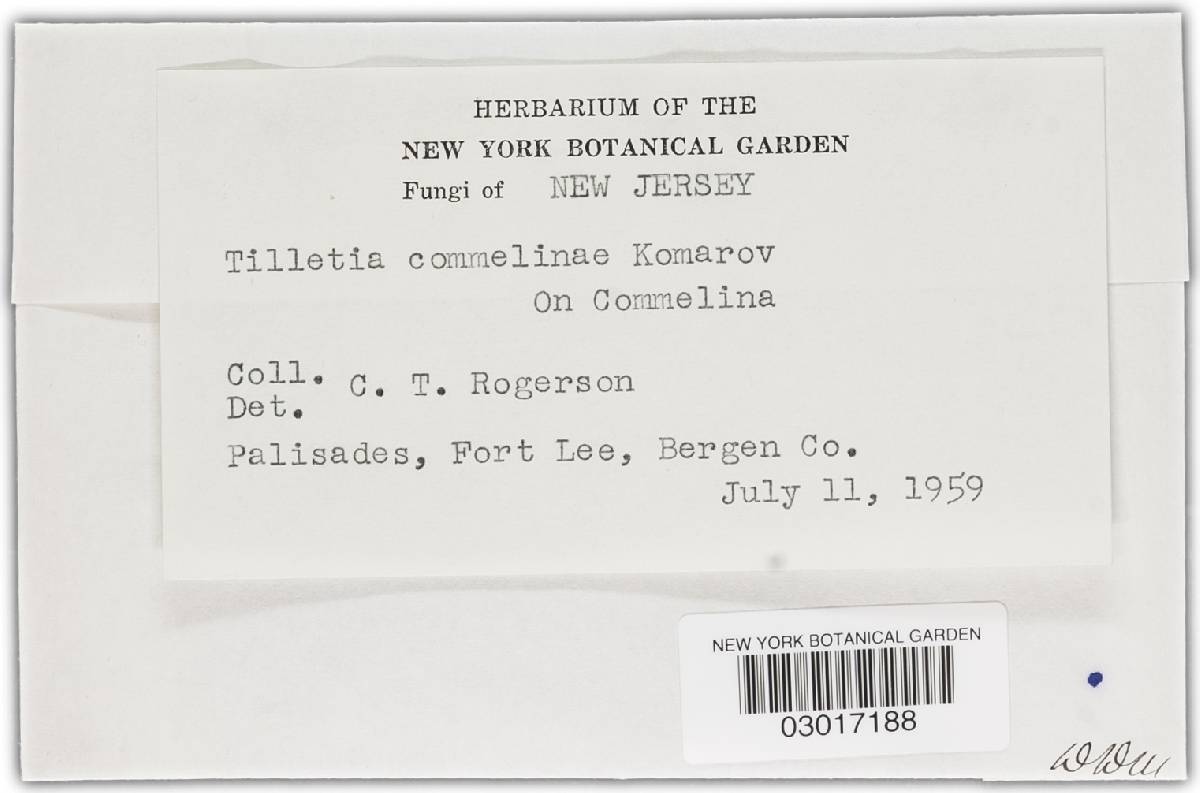 HERBARIUM OF THE
NEW YORK BOTANICAL GARDEN
Fungi of NEW JERSEY
Tilletia commelinae Komarov
On Commelina
Coll.
Det. C. T. Rogerson
Palisades, Fort Lee, Bergen Co.
July 11, 1959
NEW YORK BOTANICAL GARDEN
03017188